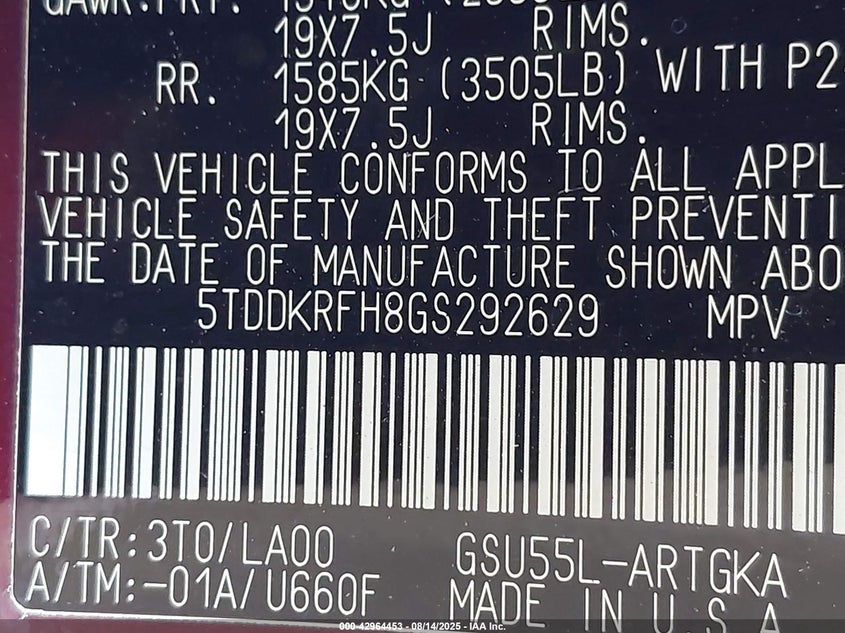 GAWR:FRT.
19X7.5J RIMS.
RR. 1585KG (3505LB) WITH P2
19X7.5J RIMS.
THIS VEHICLE CONFORMS TO ALL APPL
VEHICLE SAFETY AND THEFT PREVENTI
THE DATE OF MANUFACTURE SHOWN ABO
5TDDKRFH8GS292629 MPV
C/TR:3T0/LA00 GSU55L-ARTGKA
A/TM:-01A/U660F MADE IN U.S.A
000-42964453 - 08/14/2025 - IAA Inc.